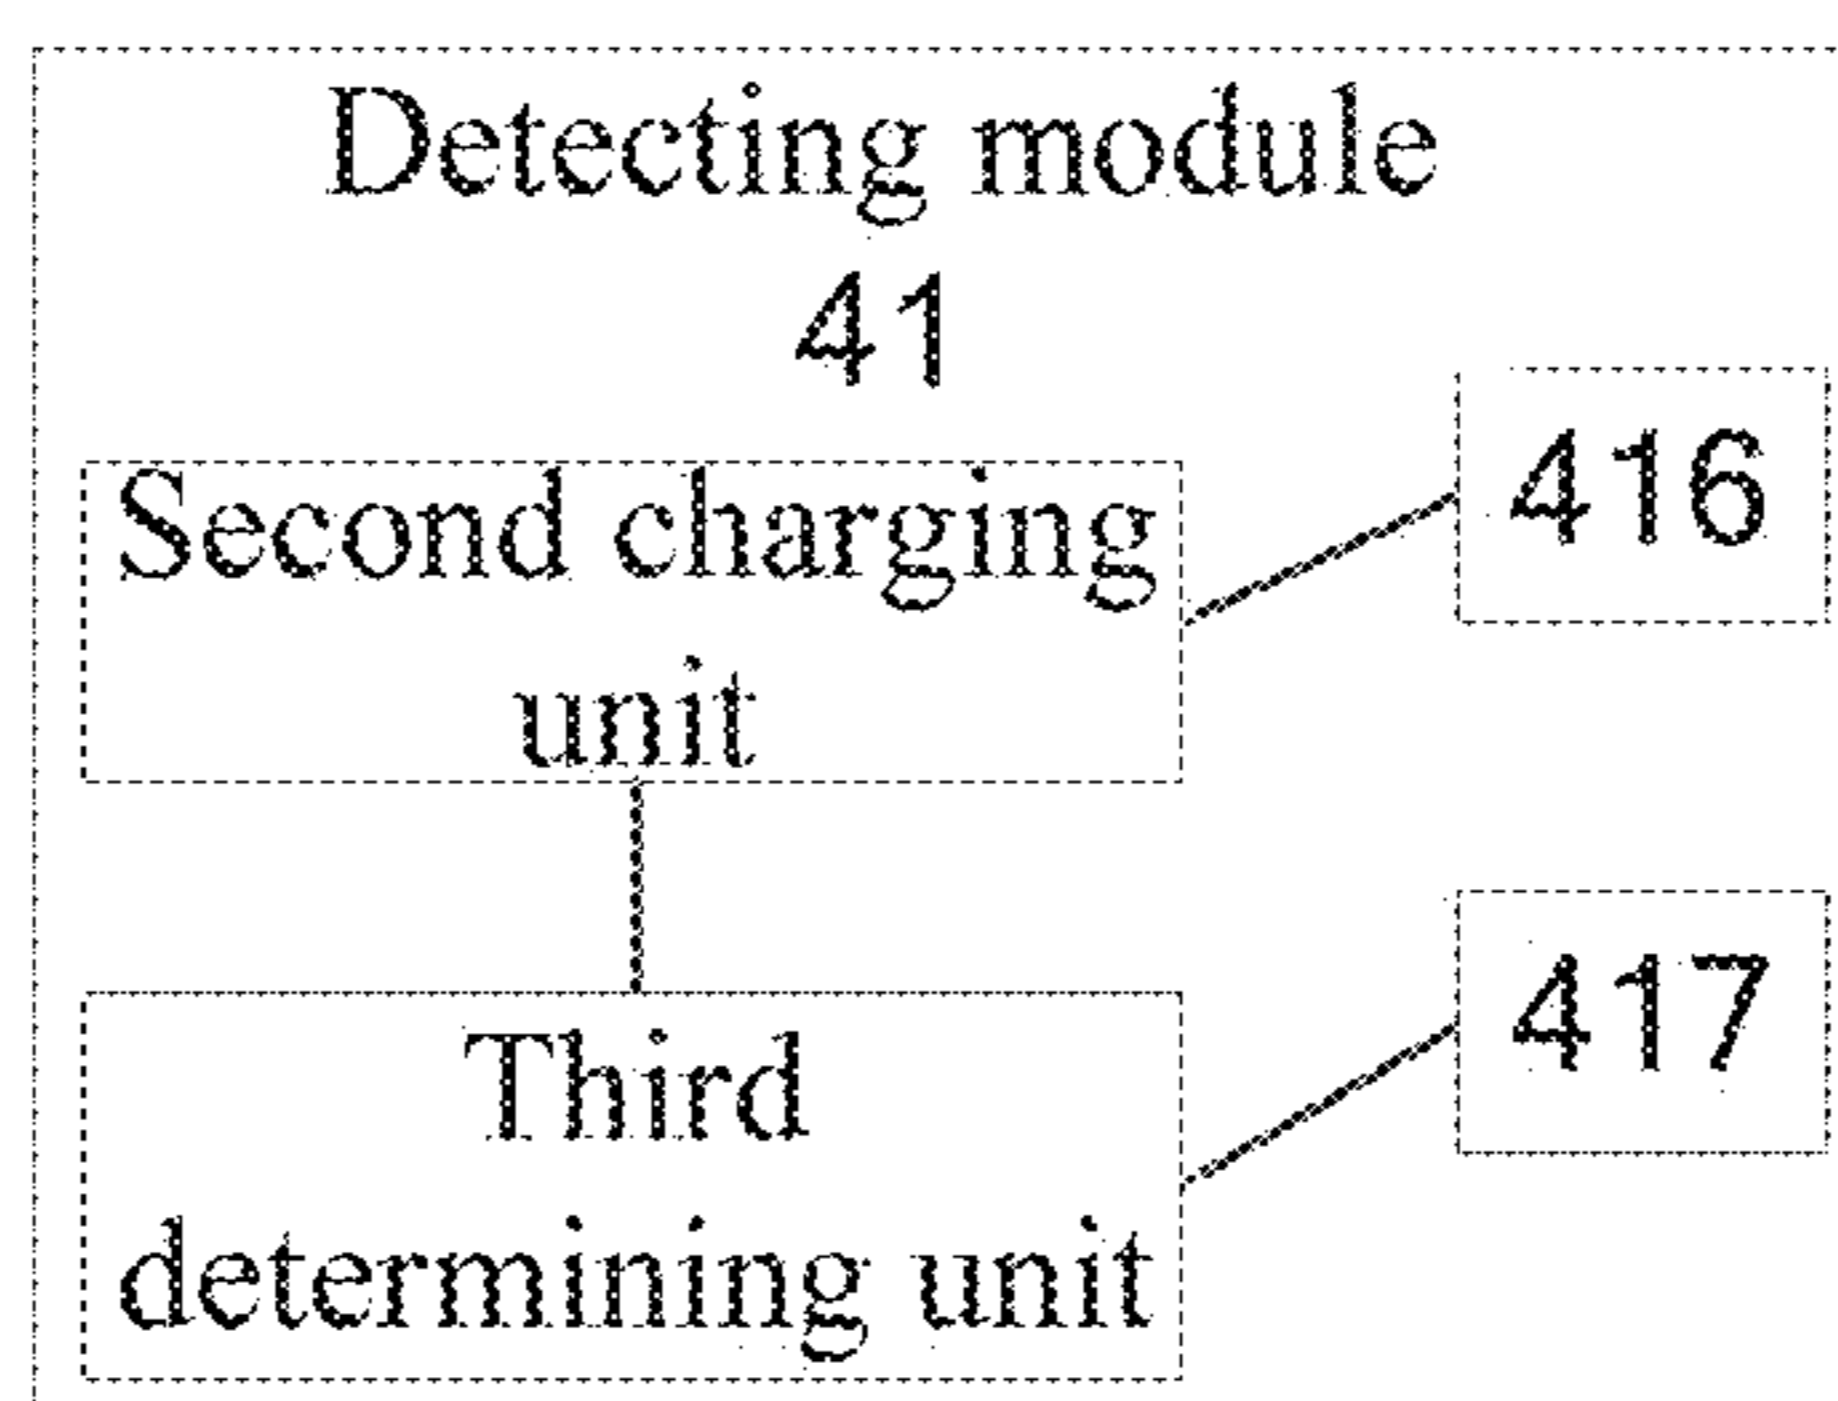 Detecting module
41
Second charging
unit
416
Third
determining unit
417